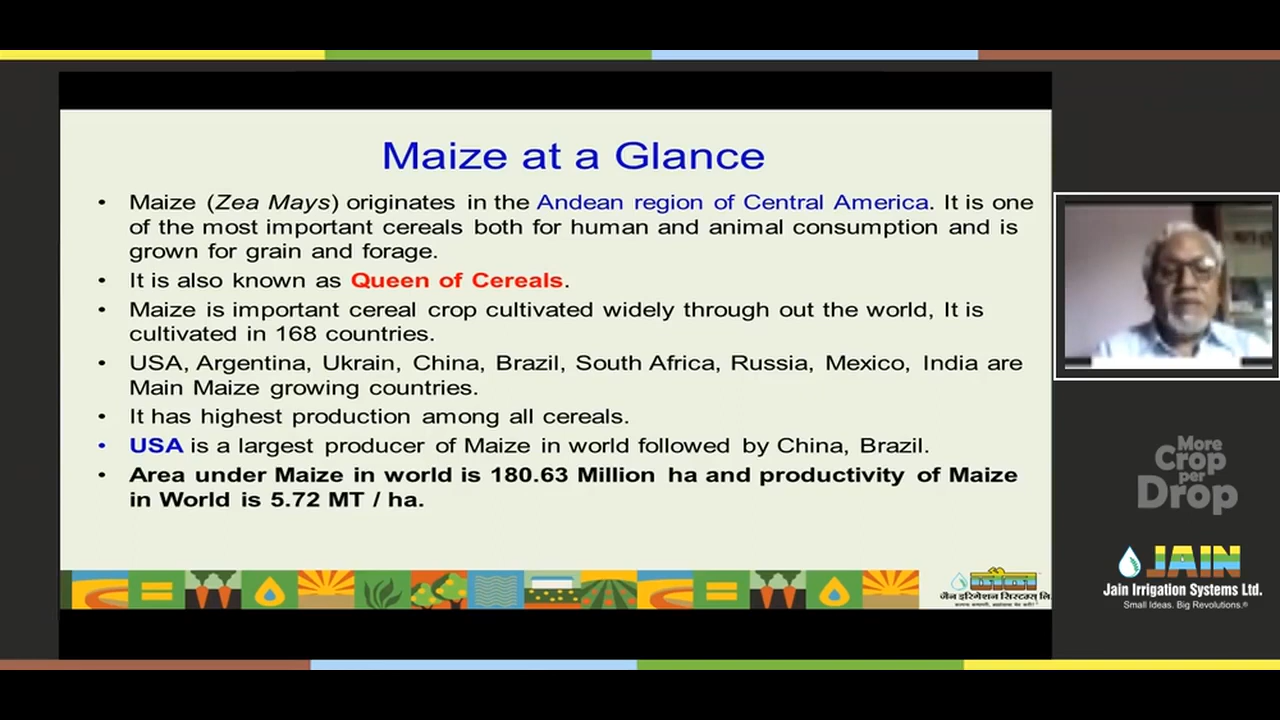 Maize at a Glance
• Maize (Zea Mays) originates in the Andean region of Central America. It is one
of the most important cereals both for human and animal consumption and is
grown for grain and forage.
• It is also known as Queen of Cereals.
• Maize is important cereal crop cultivated widely through out the world, It is
cultivated in 168 countries.
• USA, Argentina, Ukrain, China, Brazil, South Africa, Russia, Mexico, India are
Main Maize growing countries.
• It has highest production among all cereals.
• USA is a largest producer of Maize in world followed by China, Brazil.
• Area under Maize in world is 180.63 Million ha and productivity of Maize
in World is 5.72 MT / ha.
जैन इरिगेशन सिस्टिम्स् लि.
More
Crop
per
Drop
JAIN
Jain Irrigation Systems Ltd.
Small Ideas. Big Revolutions.®